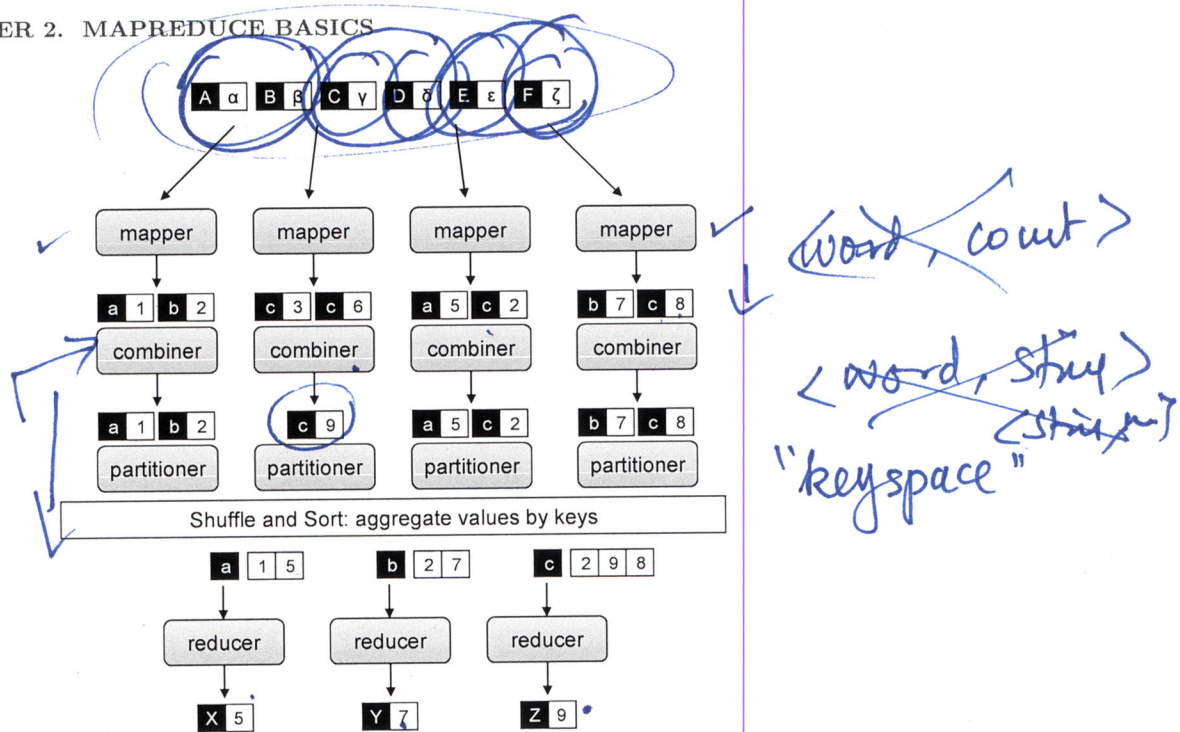 ER 2. MAPREDUCE BASICS
A α B β C γ D δ E ε F ζ
mapper mapper mapper mapper
<word, count>
a 1 b 2 c 3 c 6 a 5 c 2 b 7 c 8
combiner combiner combiner combiner
<word,
a 1 b 2 c 9 a 5 c 2 b 7 c 8
partitioner partitioner partitioner partitioner
"keyspace"
Shuffle and Sort: aggregate values by keys
a 1 5 b 2 7 c 2 9 8
reducer reducer reducer
X 5 Y 7 Z 9